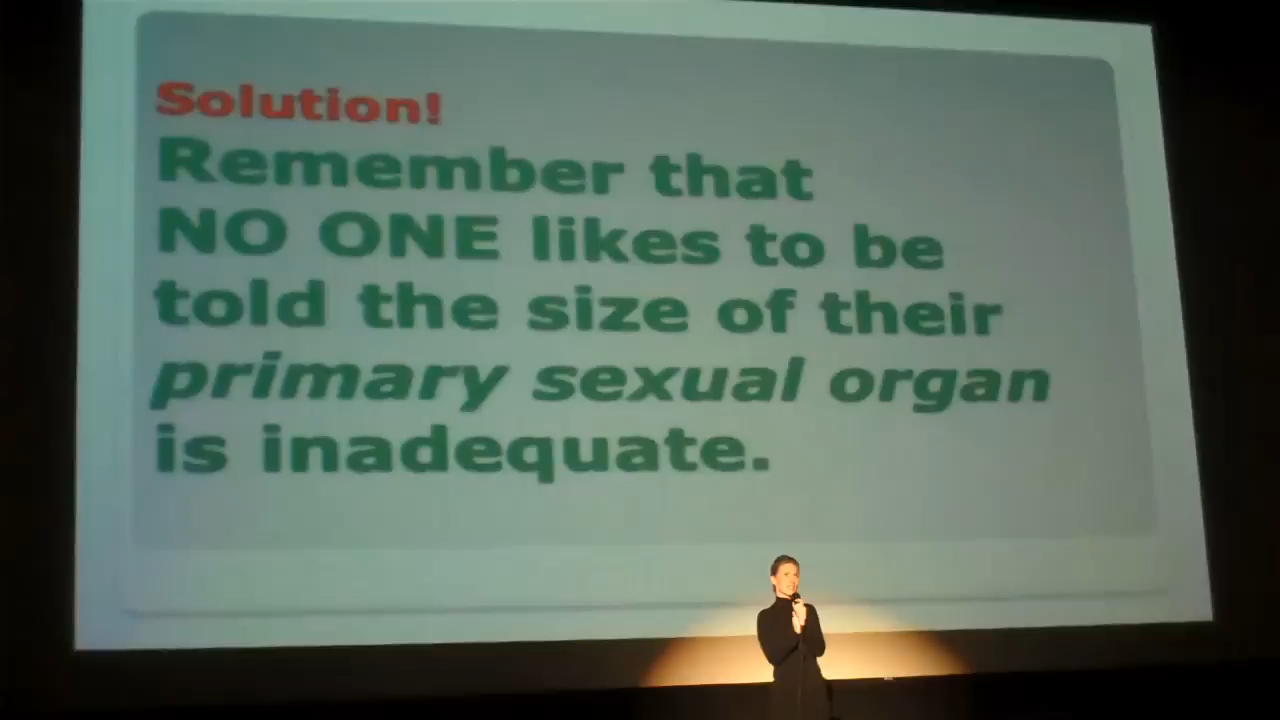 Solution!
Remember that
NO ONE likes to be
told the size of their
primary sexual organ
is inadequate.